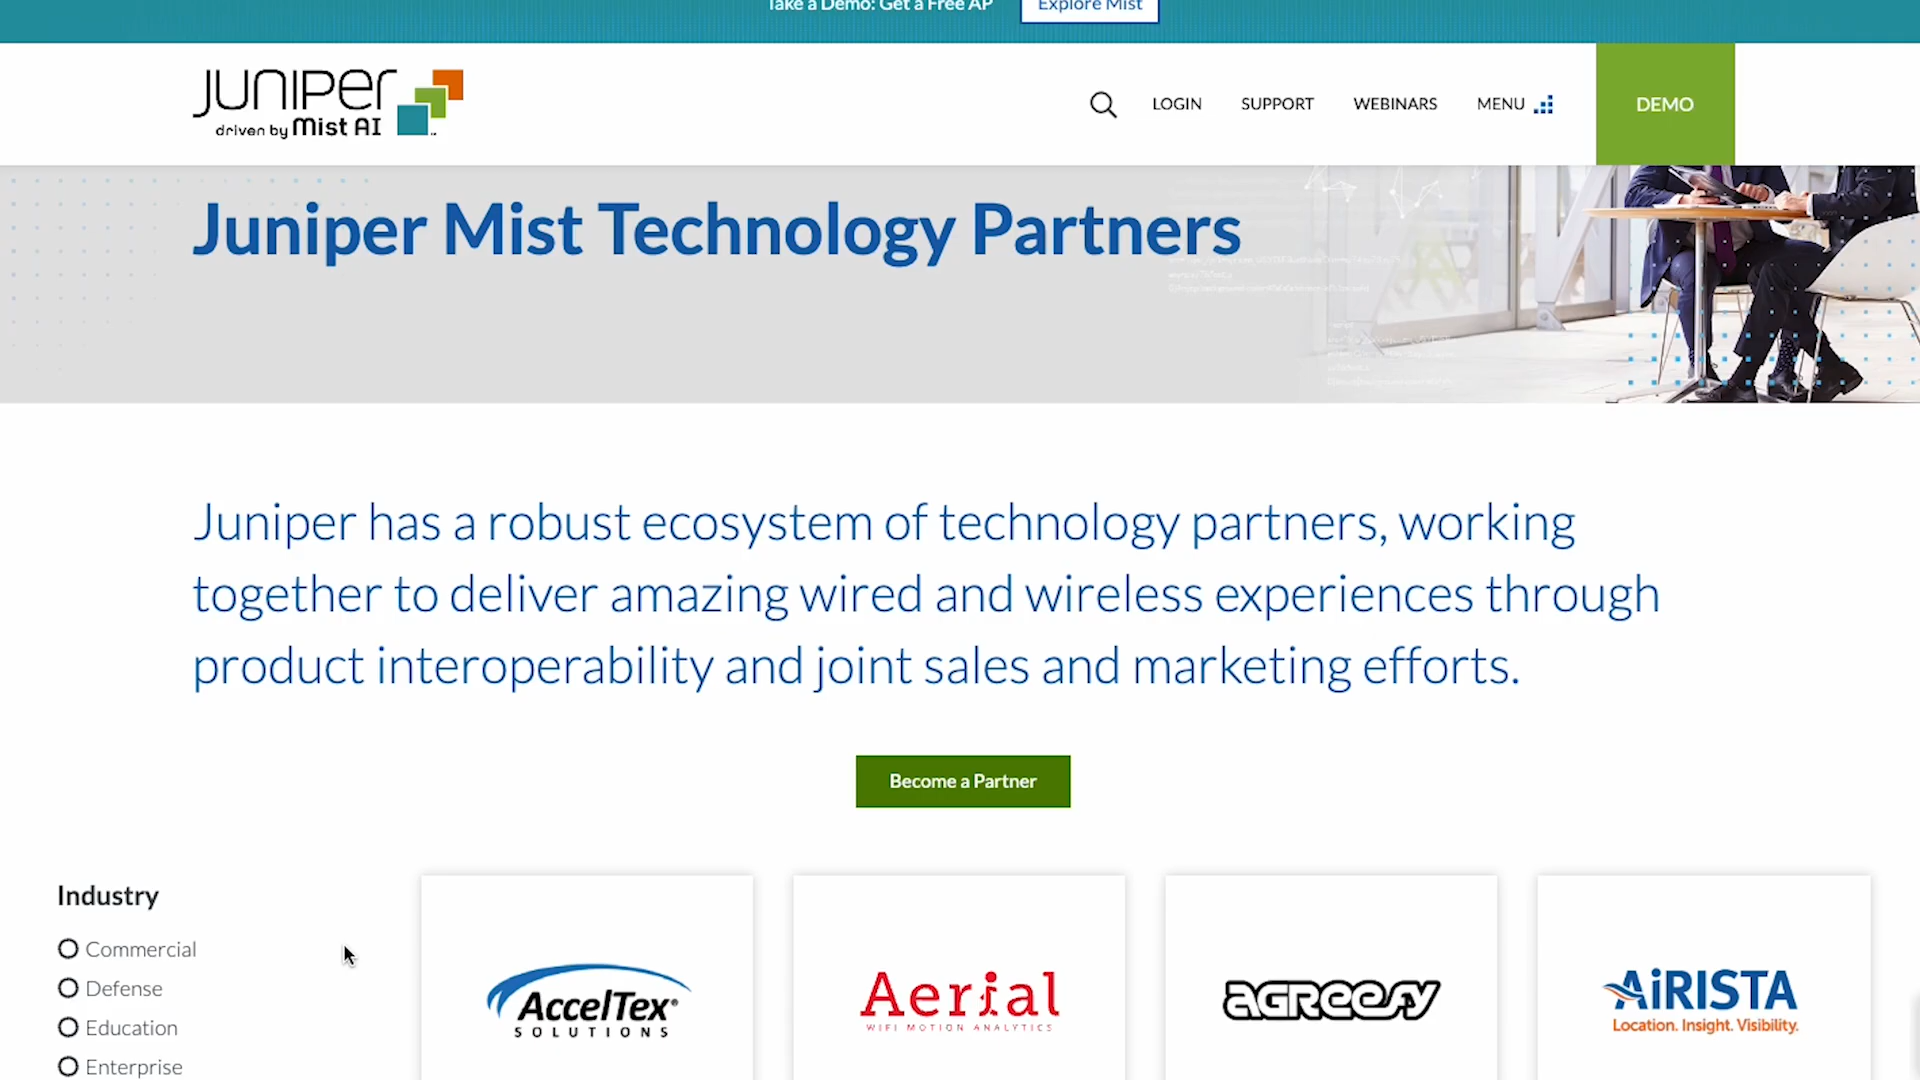 Take a Demo: Get a Free AP
Explore Mist
Juniper
driven by Mist AI
LOGIN
SUPPORT
WEBINARS
MENU
DEMO
Juniper Mist Technology Partners
Juniper has a robust ecosystem of technology partners, working
together to deliver amazing wired and wireless experiences through
product interoperability and joint sales and marketing efforts.
Become a Partner
Industry
Commercial
Defense
Education
Enterprise
AccelTex®
SOLUTIONS
Aerial
WIFI MOTION ANALYTICS
AGREEFY
AiRISTA
Location. Insight. Visibility.